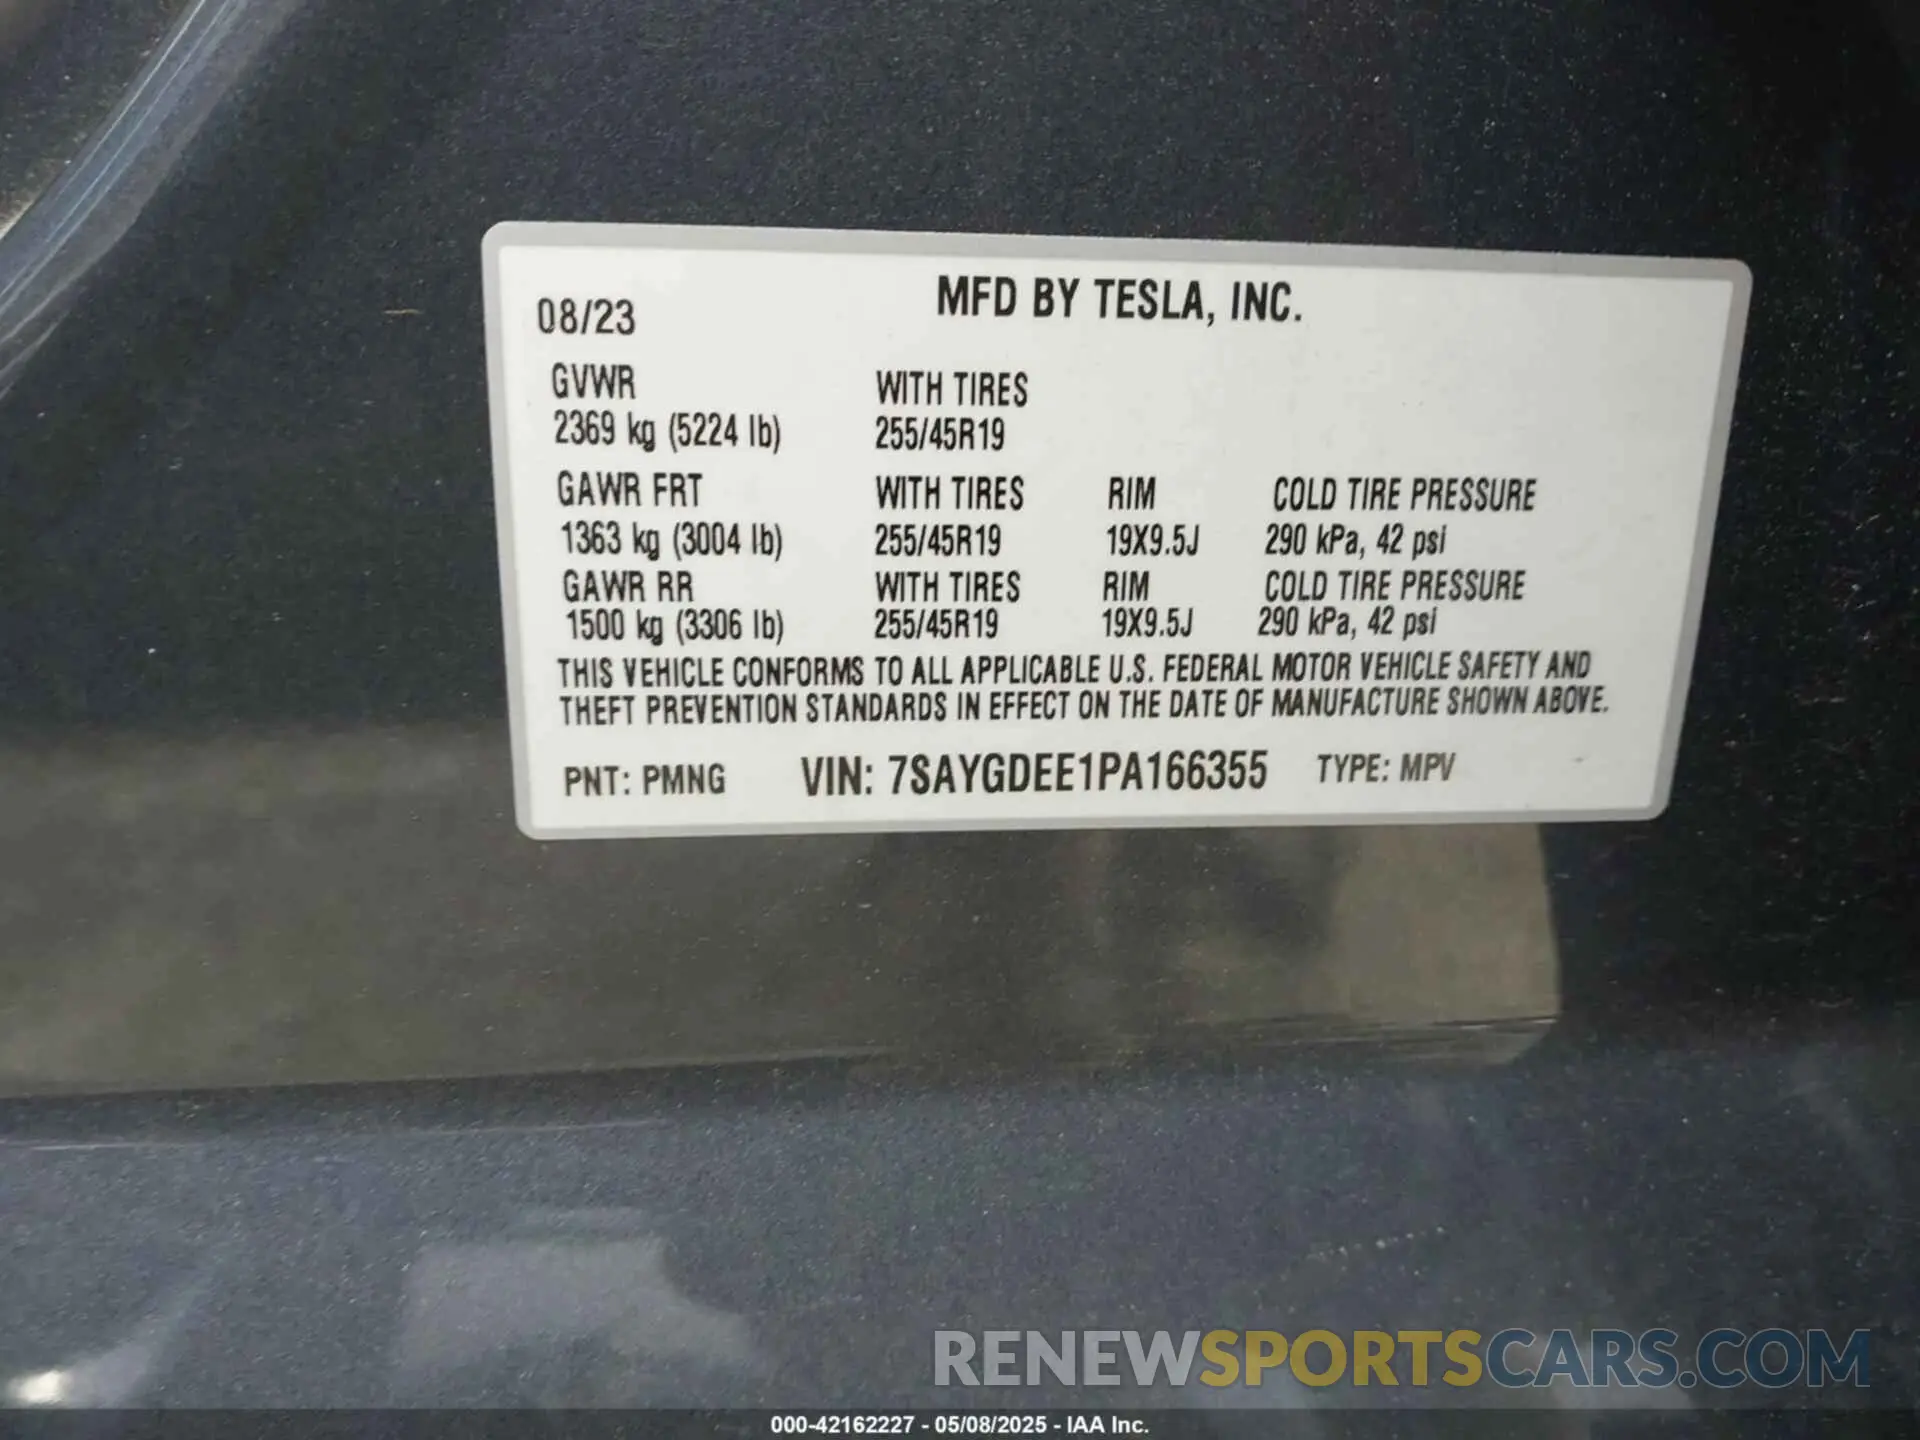 MFD BY TESLA, INC.
08/23
GVWR WITH TIRES
2369 kg (5224 lb) 255/45R19
GAWR FRT WITH TIRES RIM COLD TIRE PRESSURE
1363 kg (3004 lb) 255/45R19 19X9.5J 290 kPa, 42 psi
GAWR RR WITH TIRES RIM COLD TIRE PRESSURE
1500 kg (3306 lb) 255/45R19 19X9.5J 290 kPa, 42 psi
THIS VEHICLE CONFORMS TO ALL APPLICABLE U.S. FEDERAL MOTOR VEHICLE SAFETY AND
THEFT PREVENTION STANDARDS IN EFFECT ON THE DATE OF MANUFACTURE SHOWN ABOVE.
PNT: PMNG VIN: 7SAYGDEE1PA166355 TYPE: MPV
RENEWSPORTSCARS.COM
000-42162227 - 05/08/2025 - IAA Inc.